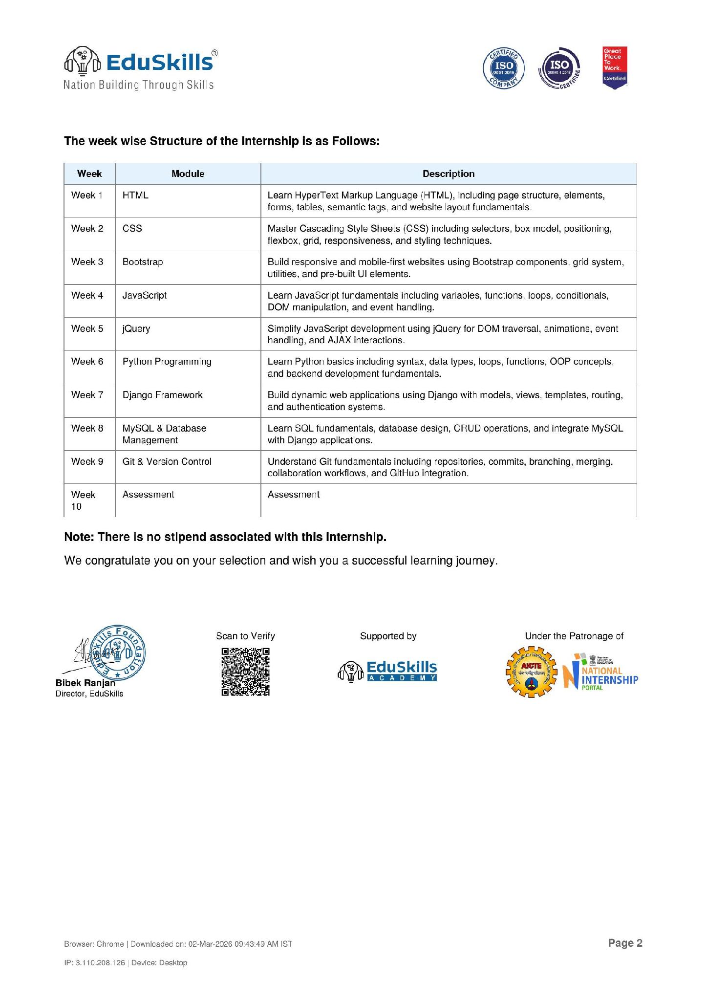 EduSkills®
Nation Building Through Skills
CERTIFIED
ISO
9001:2015
COMPANY
ISO
20000-1:2018
CERTIFIED
Great
Place
To
Work.
Certified
The week wise Structure of the Internship is as Follows:
Week Module Description
Week 1 HTML Learn HyperText Markup Language (HTML), including page structure, elements,
forms, tables, semantic tags, and website layout fundamentals.
Week 2 CSS Master Cascading Style Sheets (CSS) including selectors, box model, positioning,
flexbox, grid, responsiveness, and styling techniques.
Week 3 Bootstrap Build responsive and mobile-first websites using Bootstrap components, grid system,
utilities, and pre-built UI elements.
Week 4 JavaScript Learn JavaScript fundamentals including variables, functions, loops, conditionals,
DOM manipulation, and event handling.
Week 5 jQuery Simplify JavaScript development using jQuery for DOM traversal, animations, event
handling, and AJAX interactions.
Week 6 Python Programming Learn Python basics including syntax, data types, loops, functions, OOP concepts,
and backend development fundamentals.
Week 7 Django Framework Build dynamic web applications using Django with models, views, templates, routing,
and authentication systems.
Week 8 MySQL & Database Learn SQL fundamentals, database design, CRUD operations, and integrate MySQL
Management with Django applications.
Week 9 Git & Version Control Understand Git fundamentals including repositories, commits, branching, merging,
collaboration workflows, and GitHub integration.
Week Assessment Assessment
10
Note: There is no stipend associated with this internship.
We congratulate you on your selection and wish you a successful learning journey.
EduSkills Foundation
Bibek Ranjan
Director, EduSkills
Scan to Verify
Supported by
EduSkills
ACADEMY
Under the Patronage of
All India Council for Technical Education
AICTE
MINISTRY OF
EDUCATION
NATIONAL
INTERNSHIP
PORTAL
Browser: Chrome | Downloaded on: 02-Mar-2026 09:43:49 AM IST
Page 2
IP: 3.110.208.126 | Device: Desktop